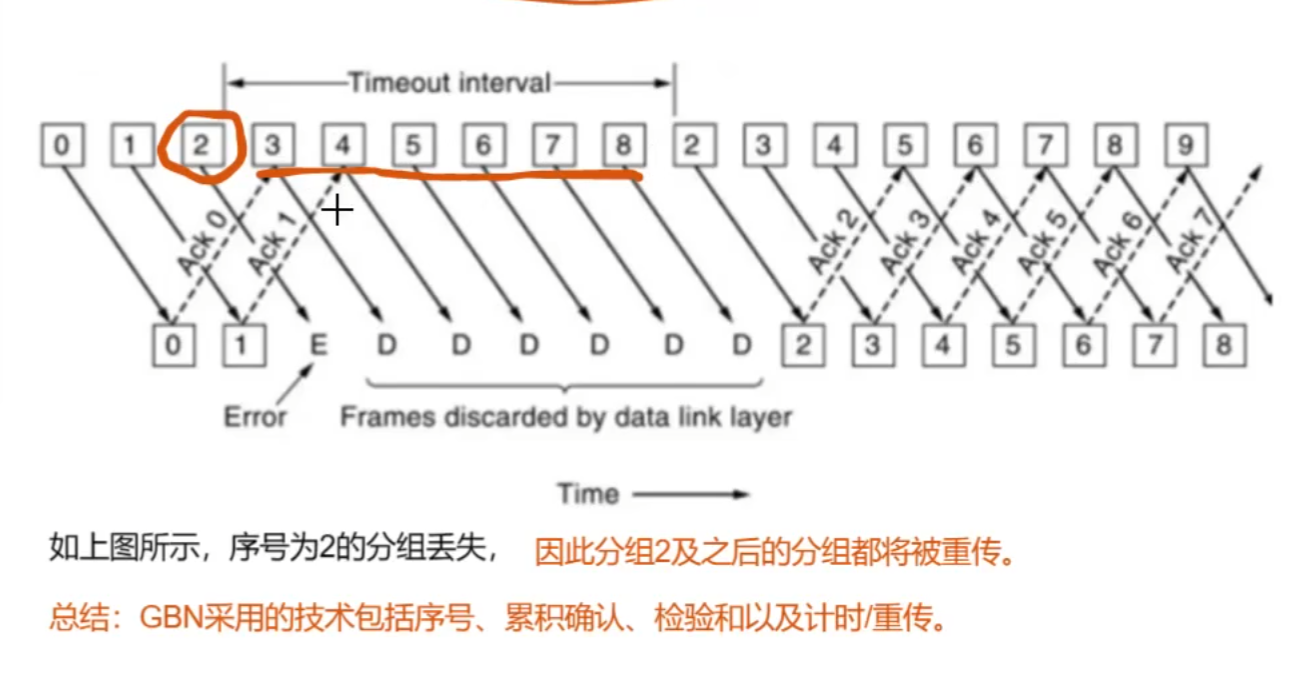 Timeout interval
0 1 2 3 4 5 6 7 8 2 3 4 5 6 7 8 9
Ack 0 Ack 1 Ack 2 Ack 3 Ack 4 Ack 5 Ack 6 Ack 7
0 1 E D D D D D D 2 3 4 5 6 7 8
Error Frames discarded by data link layer
Time
如上图所示，序号为2的分组丢失， 因此分组2及之后的分组都将被重传。
总结：GBN采用的技术包括序号、累积确认、检验和以及计时/重传。